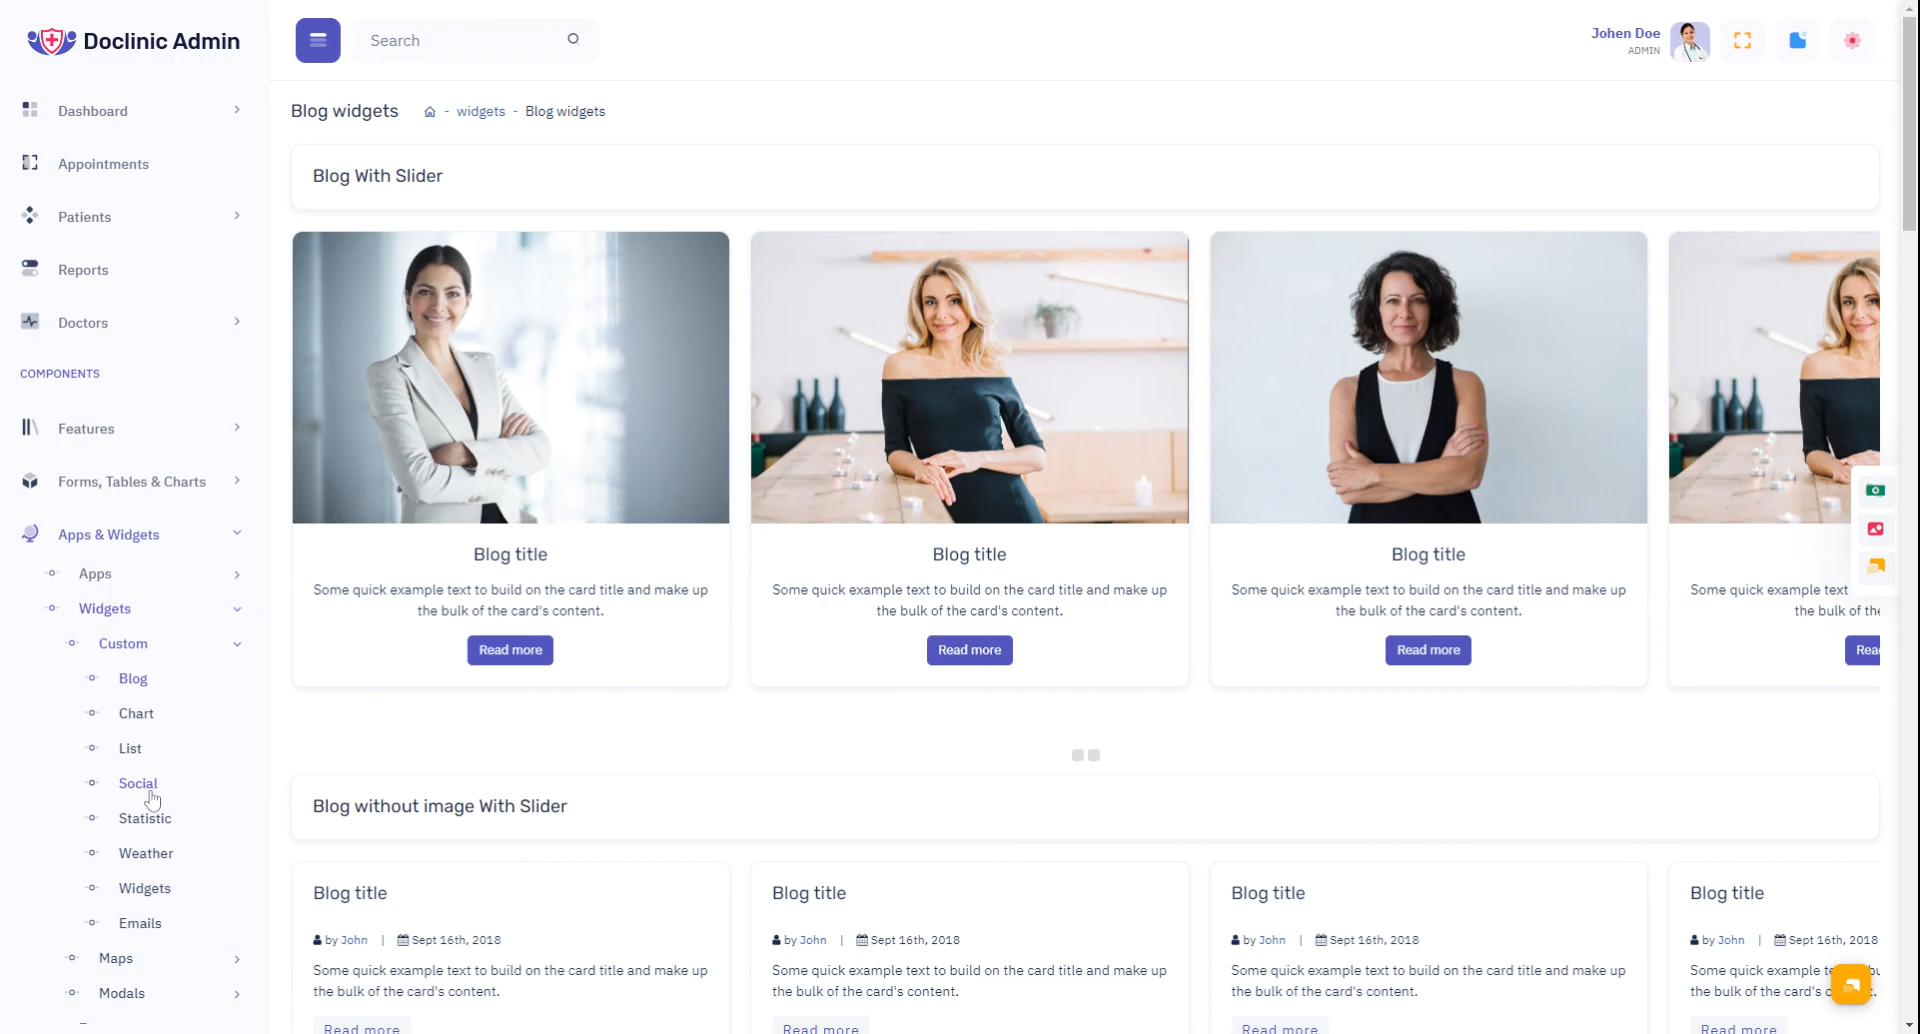 Doclinic Admin
Search
Johen Doe
ADMIN
Dashboard
Appointments
Patients
Reports
Doctors
COMPONENTS
Features
Forms, Tables & Charts
Apps & Widgets
Apps
Widgets
Custom
Blog
Chart
List
Social
Statistic
Weather
Widgets
Emails
Maps
Modals
Blog widgets
- widgets - Blog widgets
Blog With Slider
Blog title
Some quick example text to build on the card title and make up
the bulk of the card's content.
Read more
Blog title
Some quick example text to build on the card title and make up
the bulk of the card's content.
Read more
Blog title
Some quick example text to build on the card title and make up
the bulk of the card's content.
Read more
Some quick example text
the bulk of the
Blog without image With Slider
Blog title
by John | Sept 16th, 2018
Some quick example text to build on the card title and make up
the bulk of the card's content.
Read more
Blog title
by John | Sept 16th, 2018
Some quick example text to build on the card title and make up
the bulk of the card's content.
Read more
Blog title
by John | Sept 16th, 2018
Some quick example text to build on the card title and make up
the bulk of the card's content.
Read more
Blog title
by John | Sept 16th, 2018
Some quick example text to bu
the bulk of the card's c
Read more